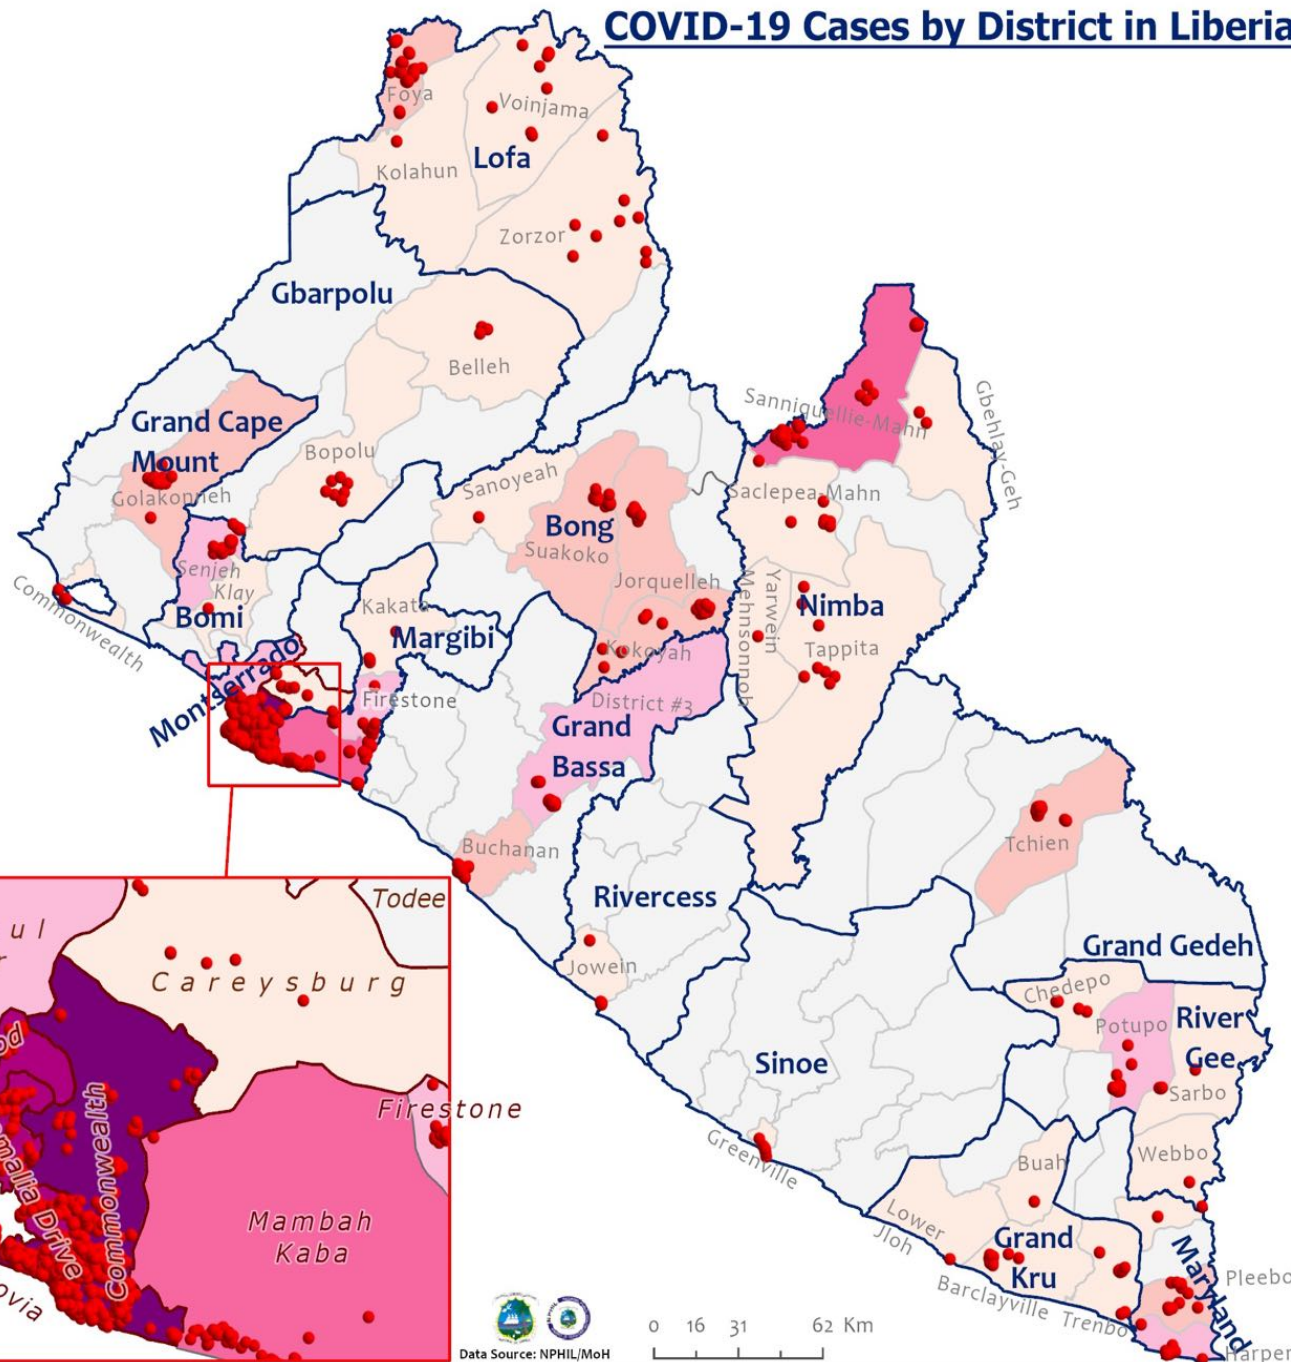 COVID-19 Cases by District in Liberia
Foya
Voinjama
Lofa
Kolahun
Zorzor
Gbarpolu
Belleh
Grand Cape
Mount
Golakonneh
Bopolu
Sanoyeah
Sanniquellie-Mahn
Gbehlay-Geh
Saclepea-Mahn
Bong
Suakoko
Jorquelleh
Kokoyah
Senjeh
Klay
Bomi
Commonwealth
Kakata
Margibi
Mehnsonnoh
Yarwein
Nimba
Tappita
Montserrado
Firestone
District #3
Grand
Bassa
Buchanan
Tchien
Rivercess
Jowein
Grand Gedeh
Chedepo
Potupo
River
Gee
Sarbo
Sinoe
Greenville
Webbo
Buah
Lower
Jloh
Grand
Kru
Barclayville
Trenbo
Maryland
Pleebo
Harper
Todee
Careysburg
Firestone
Commonwealth
Mambah
Kaba
Data Source: NPHIL/MoH
0 16 31 62 Km